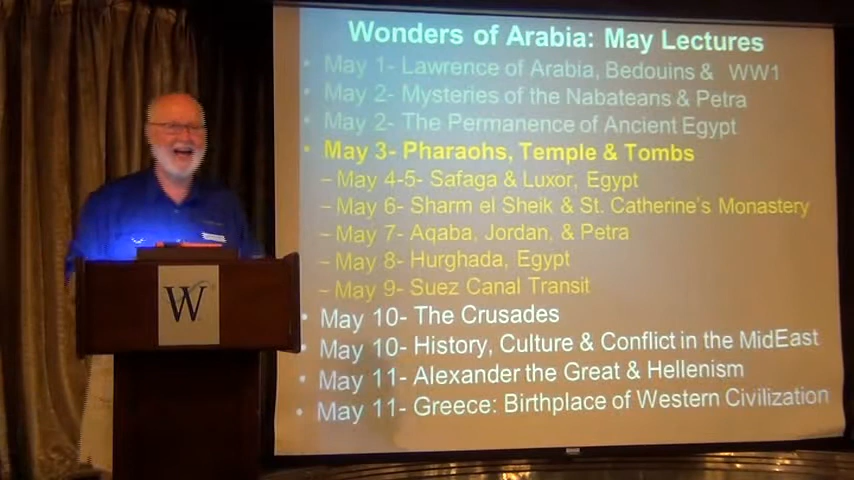 Wonders of Arabia: May Lectures
• May 1- Lawrence of Arabia, Bedouins & WW1
• May 2- Mysteries of the Nabateans & Petra
• May 2- The Permanence of Ancient Egypt
• May 3- Pharaohs, Temple & Tombs
– May 4-5- Safaga & Luxor, Egypt
– May 6- Sharm el Sheik & St. Catherine's Monastery
– May 7- Aqaba, Jordan, & Petra
– May 8- Hurghada, Egypt
– May 9- Suez Canal Transit
• May 10- The Crusades
• May 10- History, Culture & Conflict in the MidEast
• May 11- Alexander the Great & Hellenism
• May 11- Greece: Birthplace of Western Civilization
W